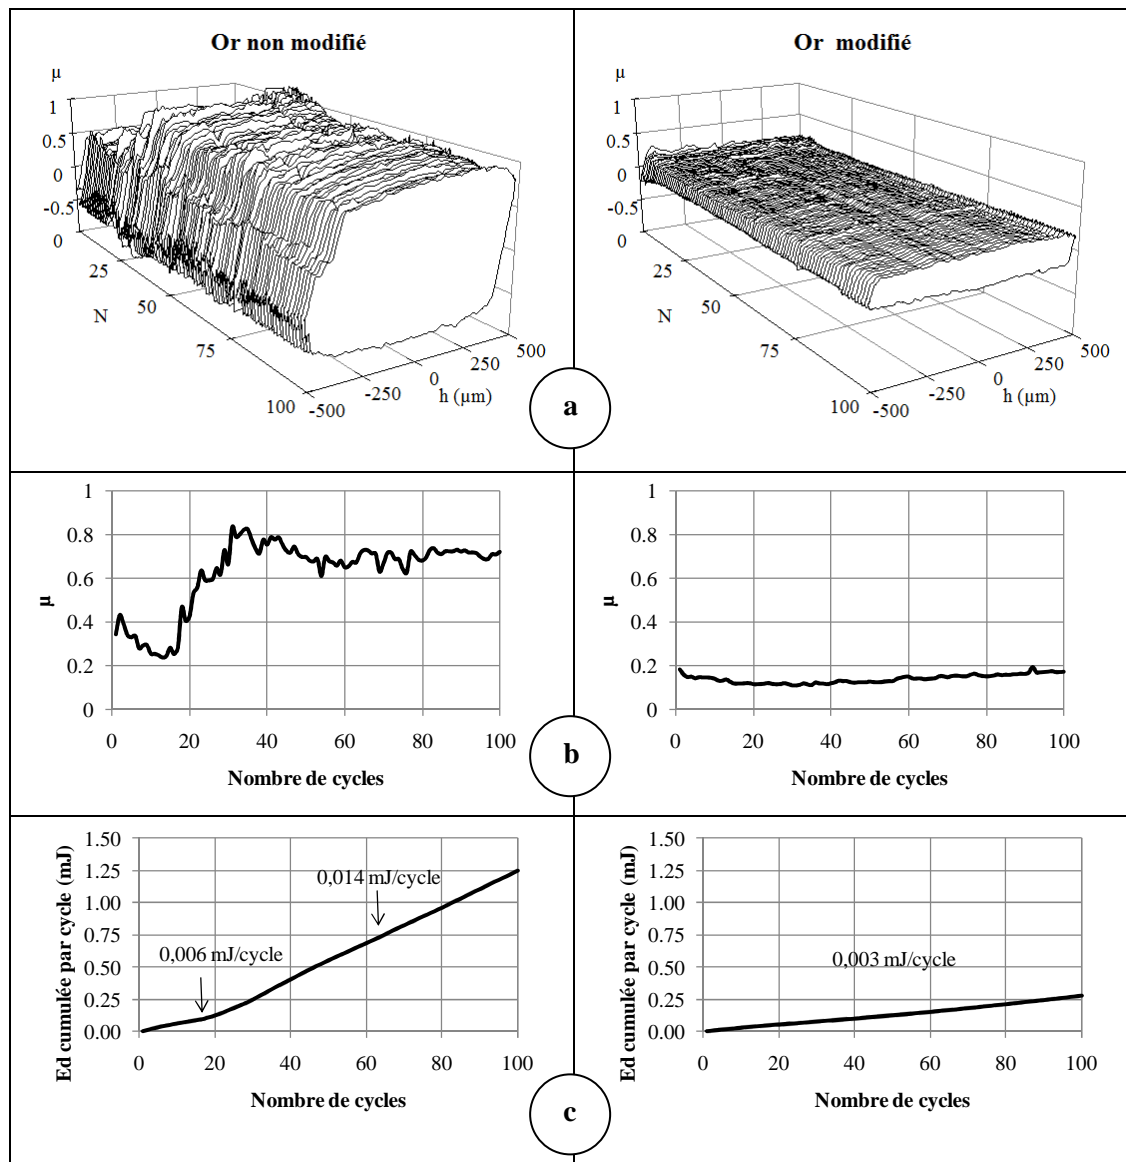 Or non modifié
µ
1
0.5
0
-0.5
0
25
50
75
100
N
-500
-250
0
250
500
h (µm)
Or modifié
µ
1
0.5
0
-0.5
0
25
50
75
100
N
-500
-250
0
250
500
h (µm)
a
1
0.8
0.6
0.4
0.2
0
µ
0 20 40 60 80 100
Nombre de cycles
1
0.8
0.6
0.4
0.2
0
µ
0 20 40 60 80 100
Nombre de cycles
b
Ed cumulée par cycle (mJ)
1.50
1.25
1.00
0.75
0.50
0.25
0.00
0,014 mJ/cycle
0,006 mJ/cycle
0 20 40 60 80 100
Nombre de cycles
Ed cumulée par cycle (mJ)
1.50
1.25
1.00
0.75
0.50
0.25
0.00
0,003 mJ/cycle
0 20 40 60 80 100
Nombre de cycles
c